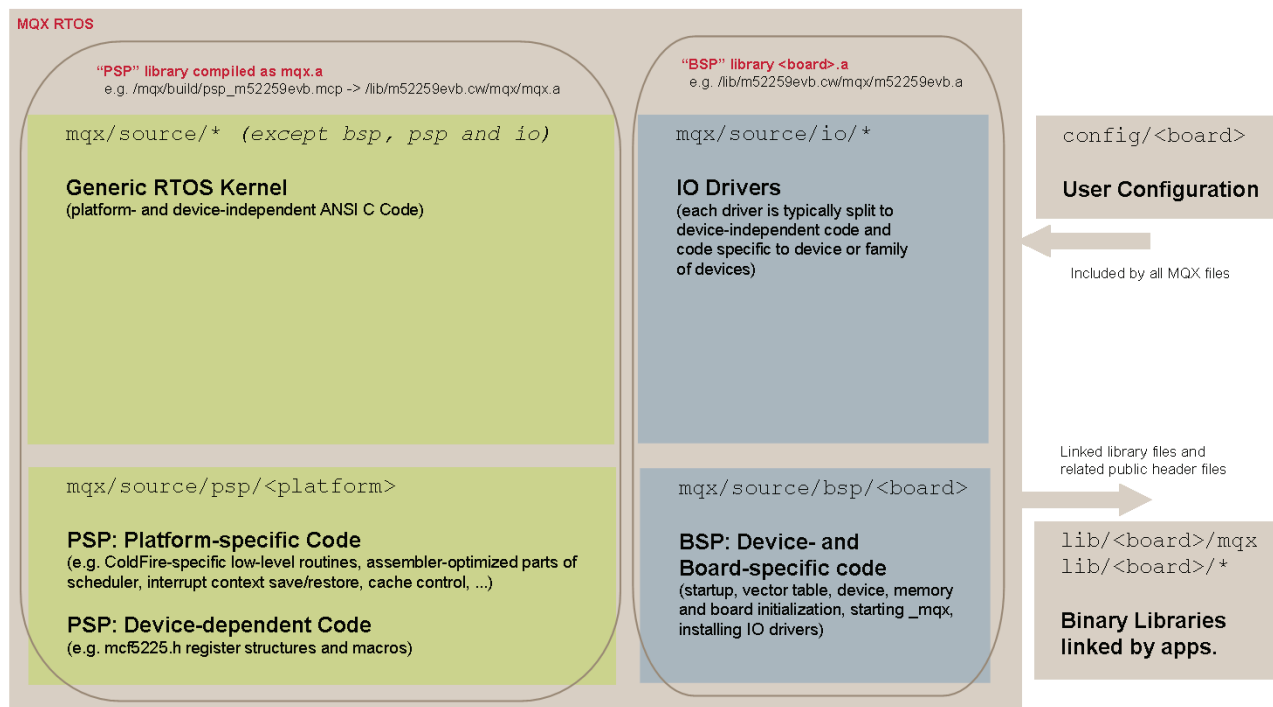 MQX RTOS
“PSP” library compiled as mqx.a
e.g. /mqx/build/psp_m52259evb.mcp -> /lib/m52259evb.cw/mqx/mqx.a
mqx/source/* (except bsp, psp and io)
Generic RTOS Kernel
(platform- and device-independent ANSI C Code)
mqx/source/psp/<platform>
PSP: Platform-specific Code
(e.g. ColdFire-specific low-level routines, assembler-optimized parts of
scheduler, interrupt context save/restore, cache control, ...)
PSP: Device-dependent Code
(e.g. mcf5225.h register structures and macros)
“BSP” library <board>.a
e.g. /lib/m52259evb.cw/mqx/m52259evb.a
mqx/source/io/*
IO Drivers
(each driver is typically split to
device-independent code and
code specific to device or family
of devices)
mqx/source/bsp/<board>
BSP: Device- and
Board-specific code
(startup, vector table, device, memory
and board initialization, starting _mqx,
installing IO drivers)
config/<board>
User Configuration
Included by all MQX files
Linked library files and
related public header files
lib/<board>/mqx
lib/<board>/*
Binary Libraries
linked by apps.